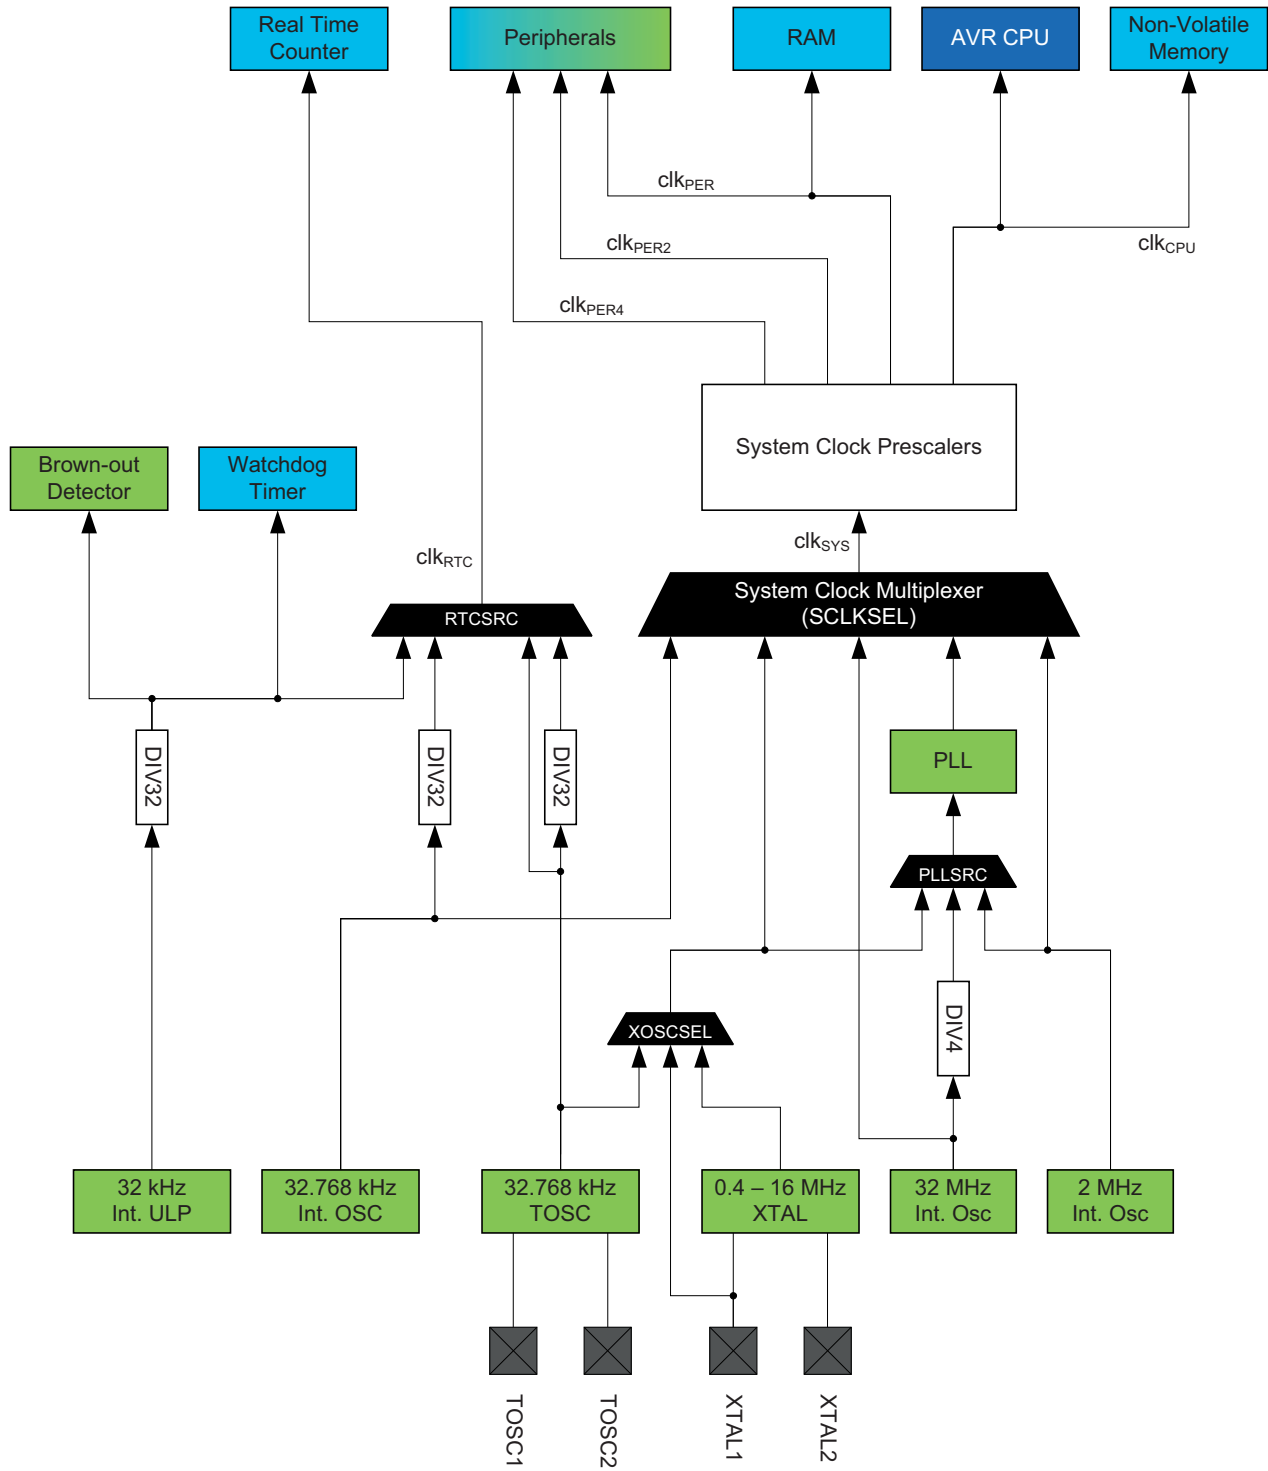 Real Time
Counter
Peripherals
RAM
AVR CPU
Non-Volatile
Memory
clkPER
clkPER2
clkCPU
clkPER4
System Clock Prescalers
Brown-out
Detector
Watchdog
Timer
clkSYS
clkRTC
System Clock Multiplexer
(SCLKSEL)
RTCSRC
DIV32
DIV32
DIV32
PLL
PLLSRC
DIV4
XOSCSEL
32 kHz
Int. ULP
32.768 kHz
Int. OSC
32.768 kHz
TOSC
0.4 – 16 MHz
XTAL
32 MHz
Int. Osc
2 MHz
Int. Osc
TOSC1
TOSC2
XTAL1
XTAL2